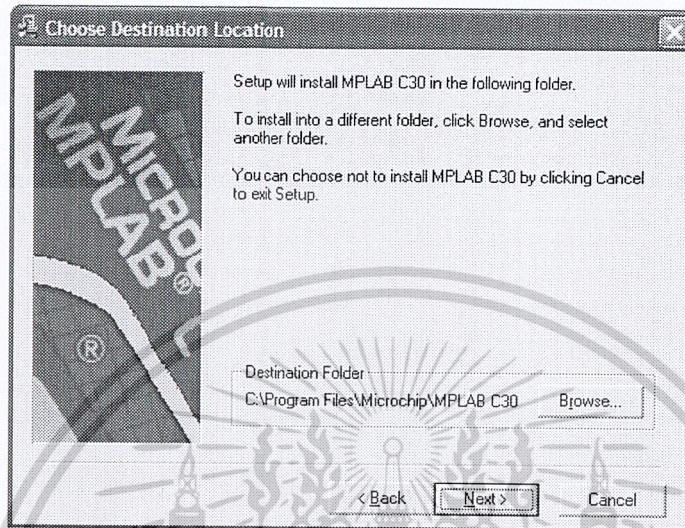 Choose Destination Location
MICROC
MPLAB®
®
Setup will install MPLAB C30 in the following folder.
To install into a different folder, click Browse, and select
another folder.
You can choose not to install MPLAB C30 by clicking Cancel
to exit Setup.
Destination Folder
C:\Program Files\Microchip\MPLAB C30
Browse...
< Back
Next >
Cancel